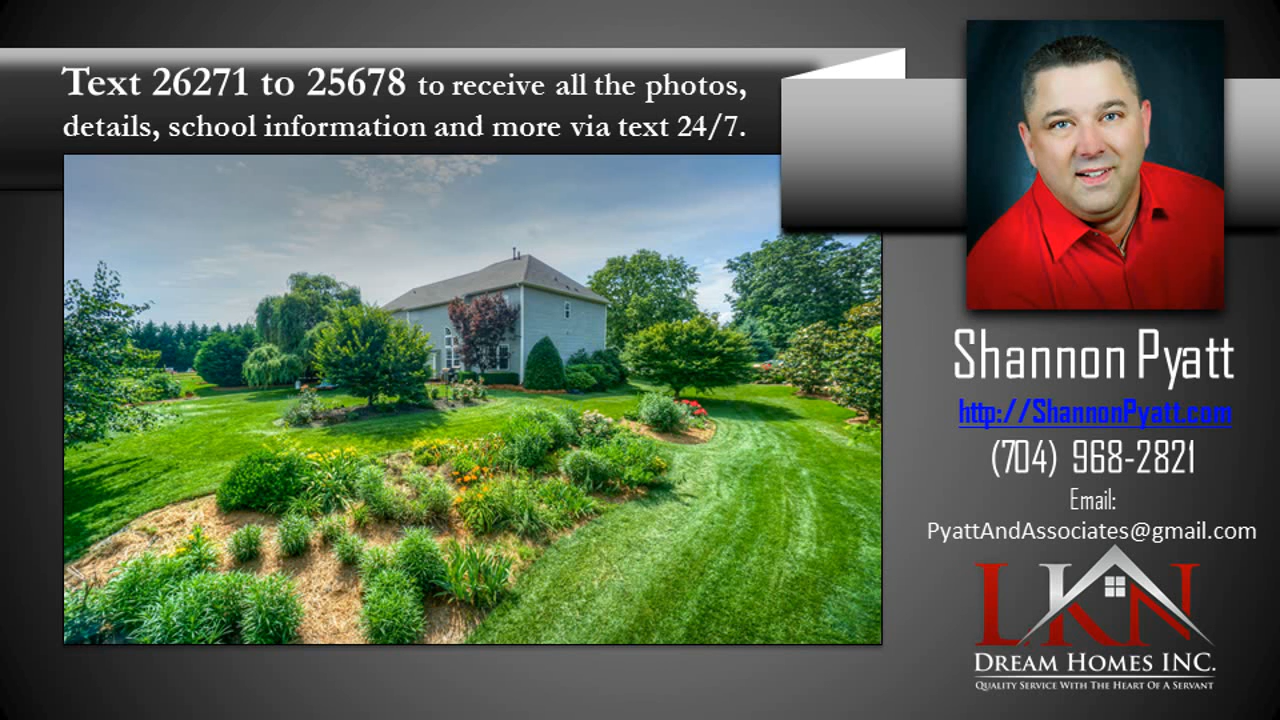 Text 26271 to 25678 to receive all the photos,
details, school information and more via text 24/7.
Shannon Pyatt
http://ShannonPyatt.com
(704) 968-2821
Email:
PyattAndAssociates@gmail.com
LKN
DREAM HOMES INC.
QUALITY SERVICE WITH THE HEART OF A SERVANT